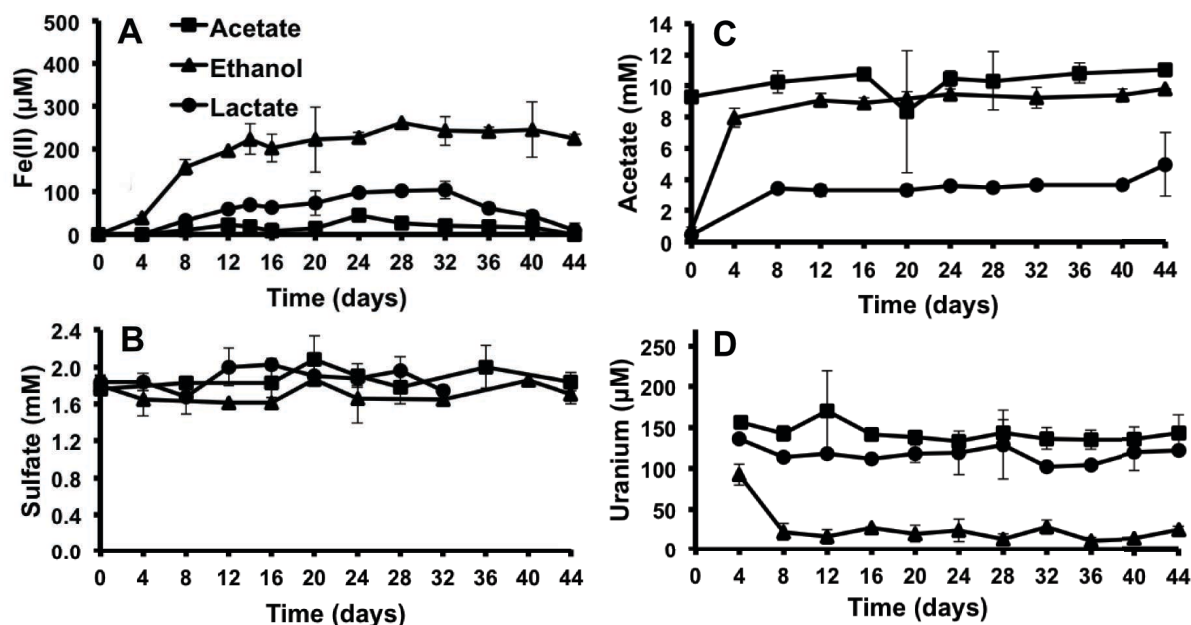 A
Acetate
Ethanol
Lactate
Fe(II) (µM)
500
400
300
200
100
0
0 4 8 12 16 20 24 28 32 36 40 44
Time (days)
C
Acetate (mM)
14
12
10
8
6
4
2
0
0 4 8 12 16 20 24 28 32 36 40 44
Time (days)
B
Sulfate (mM)
2.4
2.0
1.6
1.2
0.8
0.4
0.0
0 4 8 12 16 20 24 28 32 36 40 44
Time (days)
D
Uranium (µM)
250
200
150
100
50
0
0 4 8 12 16 20 24 28 32 36 40 44
Time (days)